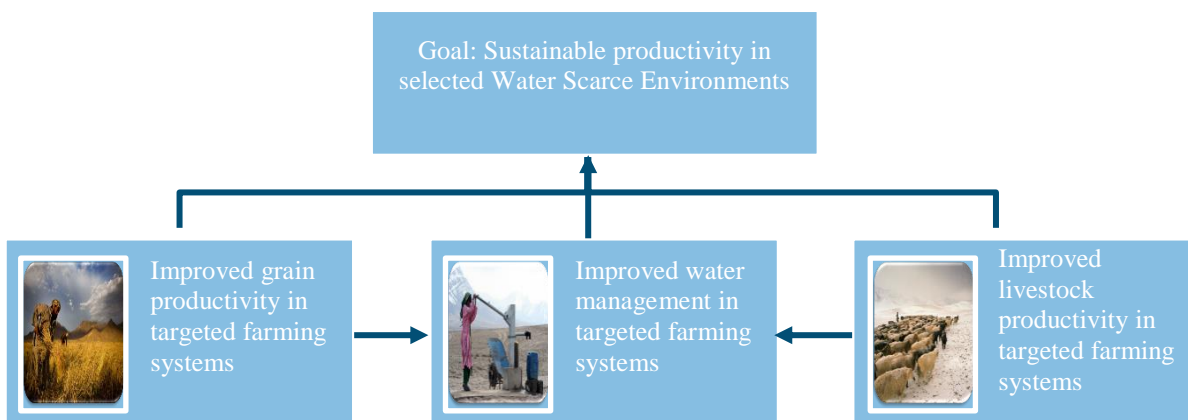 Goal: Sustainable productivity in
selected Water Scarce Environments
Improved grain
productivity in
targeted farming
systems
Improved water
management in
targeted farming
systems
Improved
livestock
productivity in
targeted farming
systems